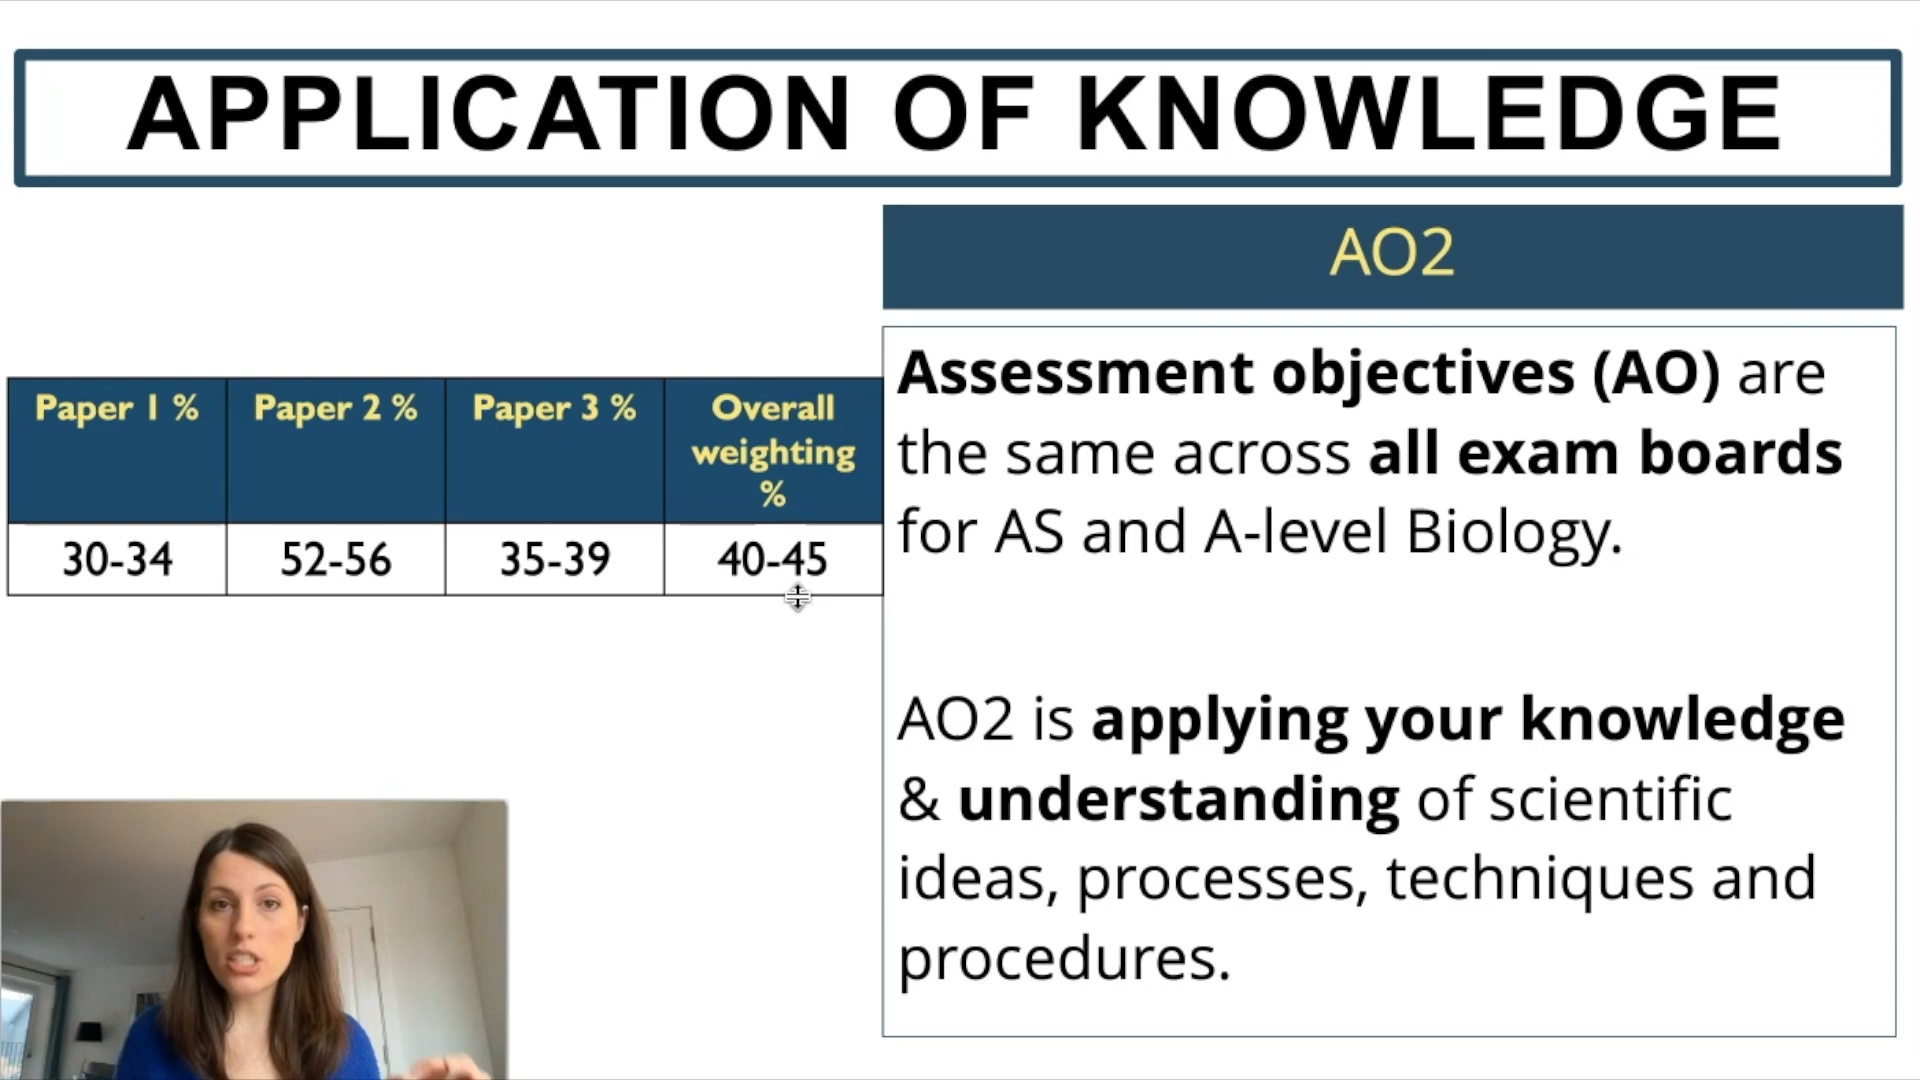 APPLICATION OF KNOWLEDGE
AO2
Paper 1 % Paper 2 % Paper 3 % Overall
weighting
%
30-34 52-56 35-39 40-45
Assessment objectives (AO) are
the same across all exam boards
for AS and A-level Biology.
AO2 is applying your knowledge
& understanding of scientific
ideas, processes, techniques and
procedures.